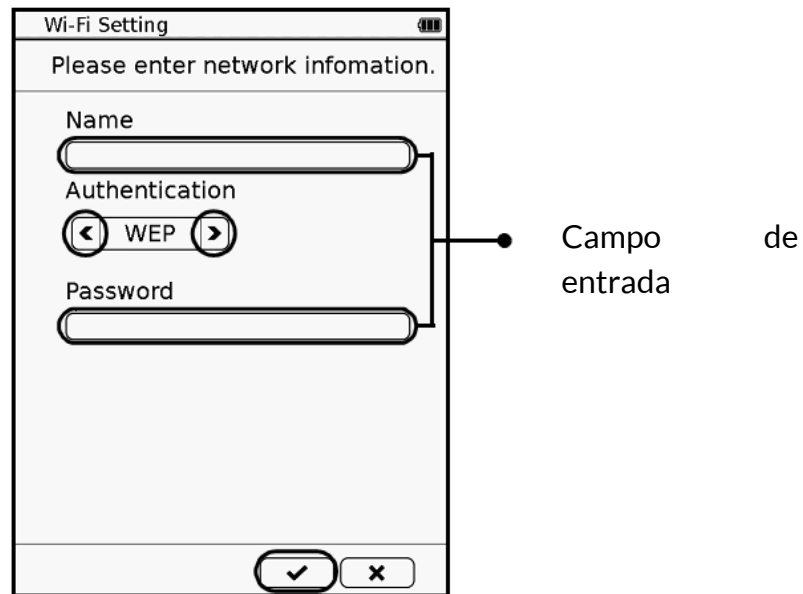 Wi-Fi Setting
Please enter network infomation.
Name
Authentication
WEP
Password
Campo de
entrada